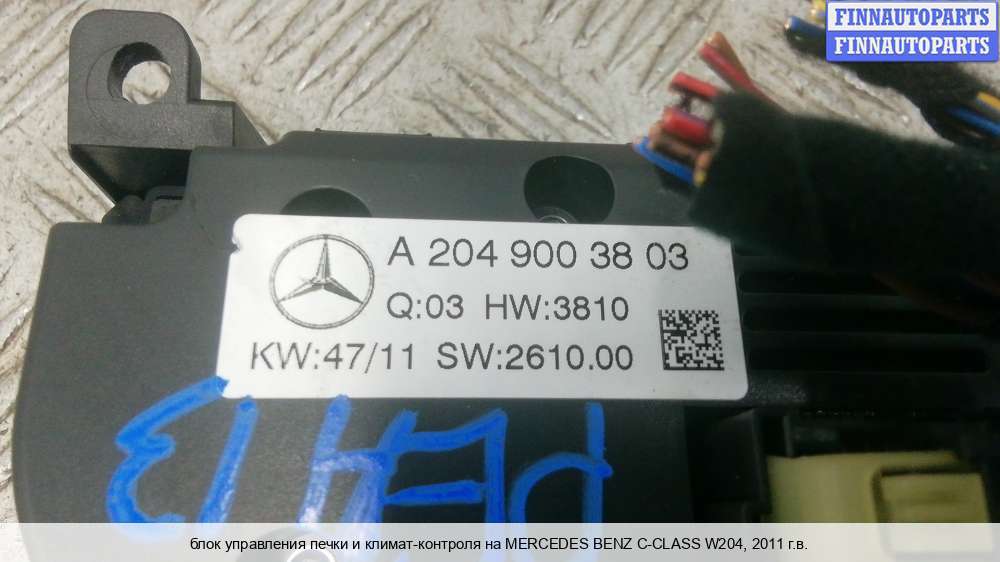 FINNAUTOPARTS
FINNAUTOPARTS
A 204 900 38 03
Q:03 HW:3810
KW:47/11 SW:2610.00
блок управления печки и климат-контроля на MERCEDES BENZ C-CLASS W204, 2011 г.в.